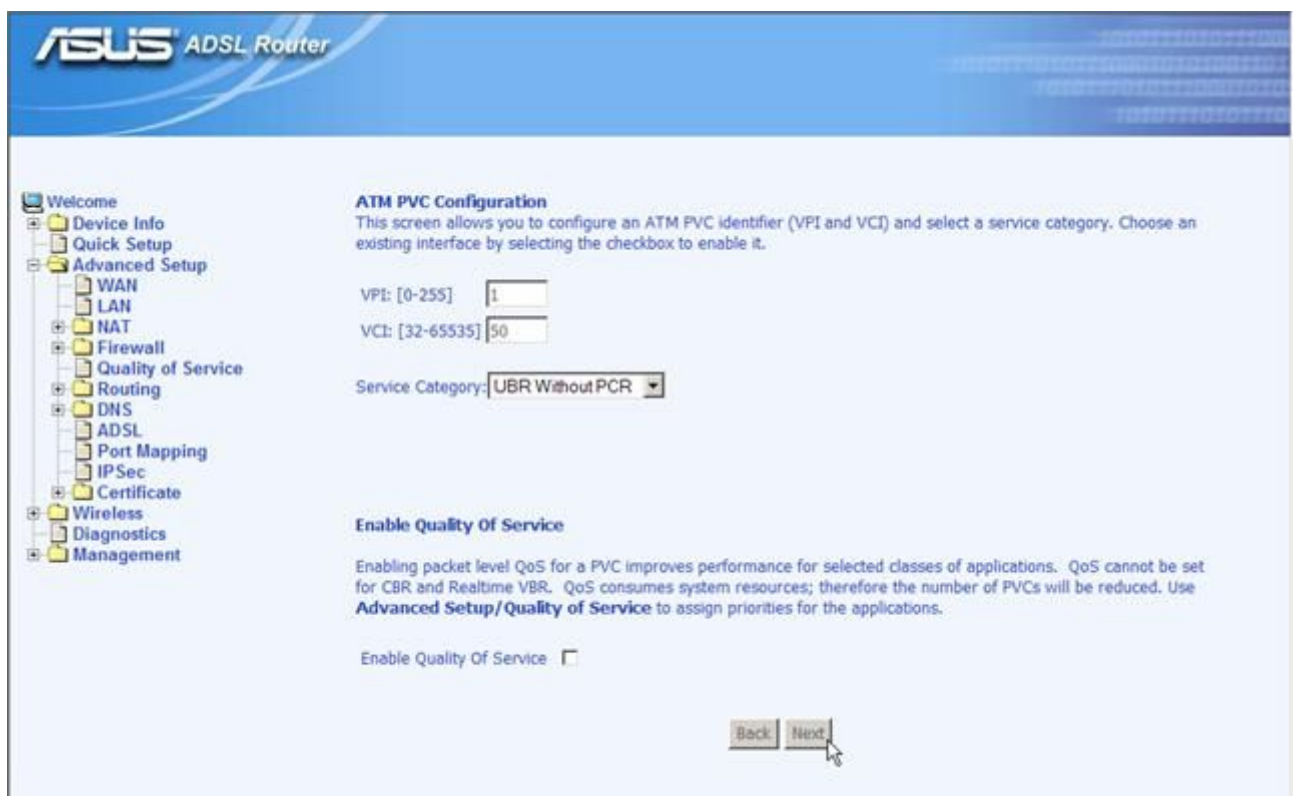 ASUS ADSL Router
Welcome
Device Info
Quick Setup
Advanced Setup
WAN
LAN
NAT
Firewall
Quality of Service
Routing
DNS
ADSL
Port Mapping
IPSec
Certificate
Wireless
Diagnostics
Management
ATM PVC Configuration
This screen allows you to configure an ATM PVC identifier (VPI and VCI) and select a service category. Choose an
existing interface by selecting the checkbox to enable it.
VPI: [0-255] 1
VCI: [32-65535] 50
Service Category: UBR Without PCR
Enable Quality Of Service
Enabling packet level QoS for a PVC improves performance for selected classes of applications. QoS cannot be set
for CBR and Realtime VBR. QoS consumes system resources; therefore the number of PVCs will be reduced. Use
Advanced Setup/Quality of Service to assign priorities for the applications.
Enable Quality Of Service
Back Next